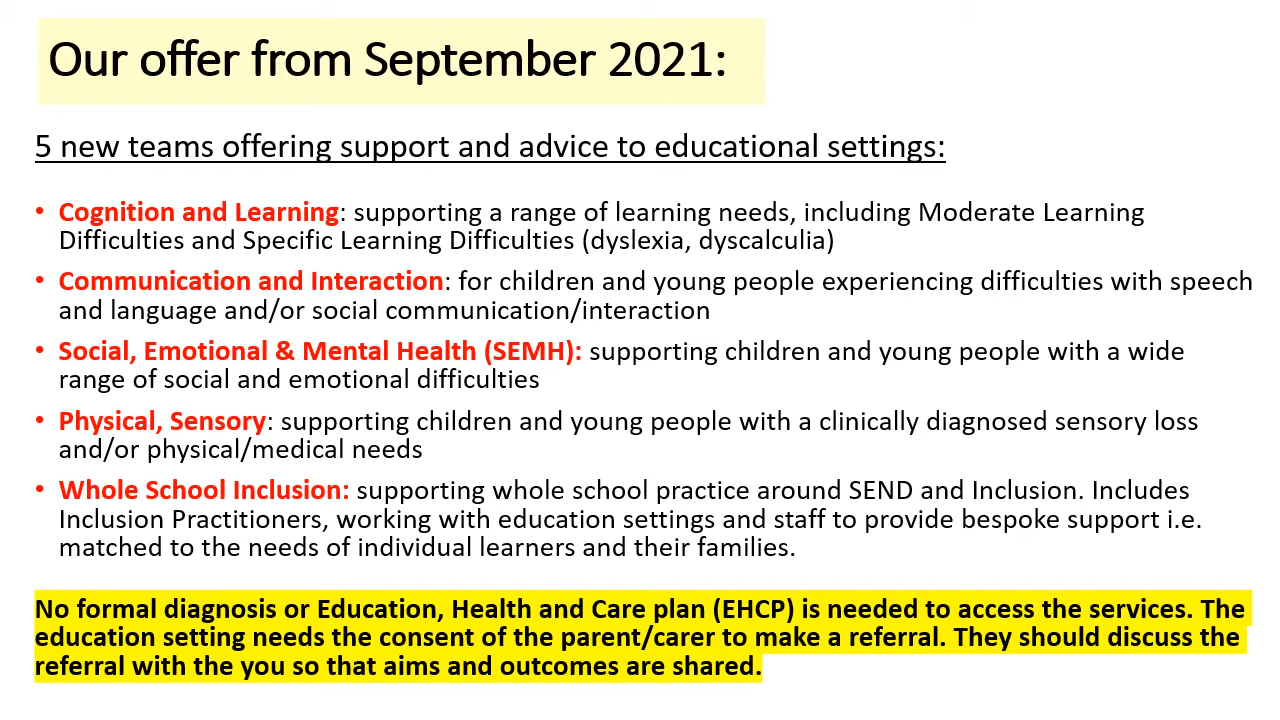 Our offer from September 2021:
5 new teams offering support and advice to educational settings:
• Cognition and Learning: supporting a range of learning needs, including Moderate Learning
Difficulties and Specific Learning Difficulties (dyslexia, dyscalculia)
• Communication and Interaction: for children and young people experiencing difficulties with speech
and language and/or social communication/interaction
• Social, Emotional & Mental Health (SEMH): supporting children and young people with a wide
range of social and emotional difficulties
• Physical, Sensory: supporting children and young people with a clinically diagnosed sensory loss
and/or physical/medical needs
• Whole School Inclusion: supporting whole school practice around SEND and Inclusion. Includes
Inclusion Practitioners, working with education settings and staff to provide bespoke support i.e.
matched to the needs of individual learners and their families.
No formal diagnosis or Education, Health and Care plan (EHCP) is needed to access the services. The
education setting needs the consent of the parent/carer to make a referral. They should discuss the
referral with the you so that aims and outcomes are shared.